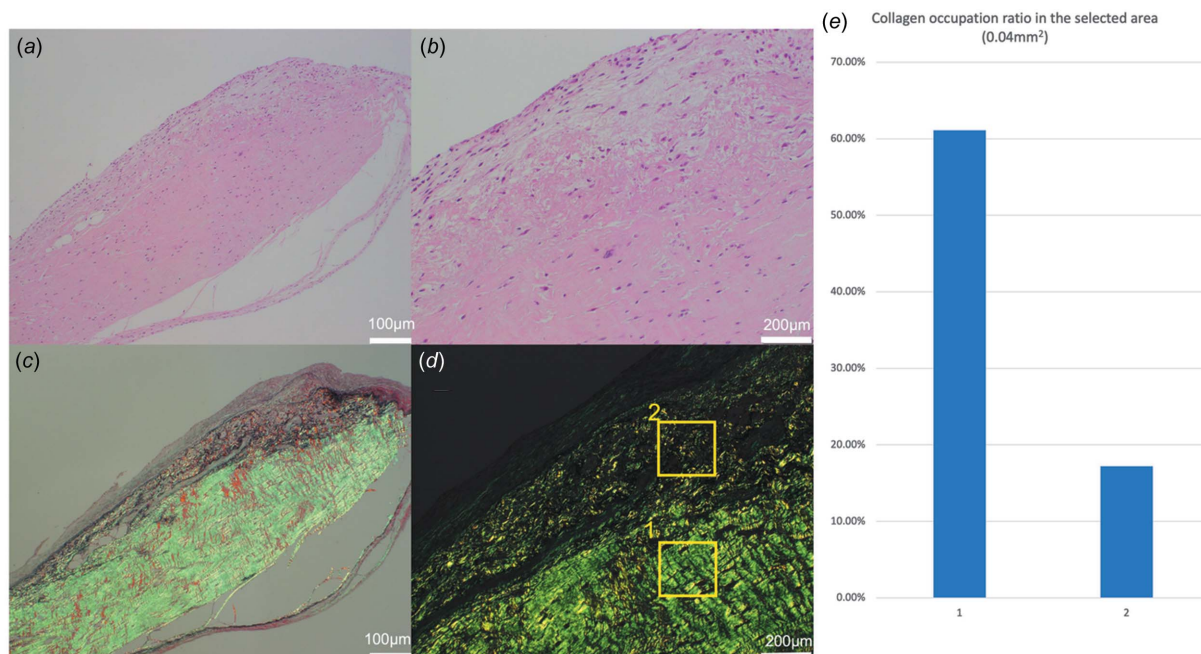 (a)
100μm
(b)
200μm
(c)
100μm
(d)
2
1
200μm
(e)
Collagen occupation ratio in the selected area
(0.04mm²)
70.00%
60.00%
50.00%
40.00%
30.00%
20.00%
10.00%
0.00%
1
2